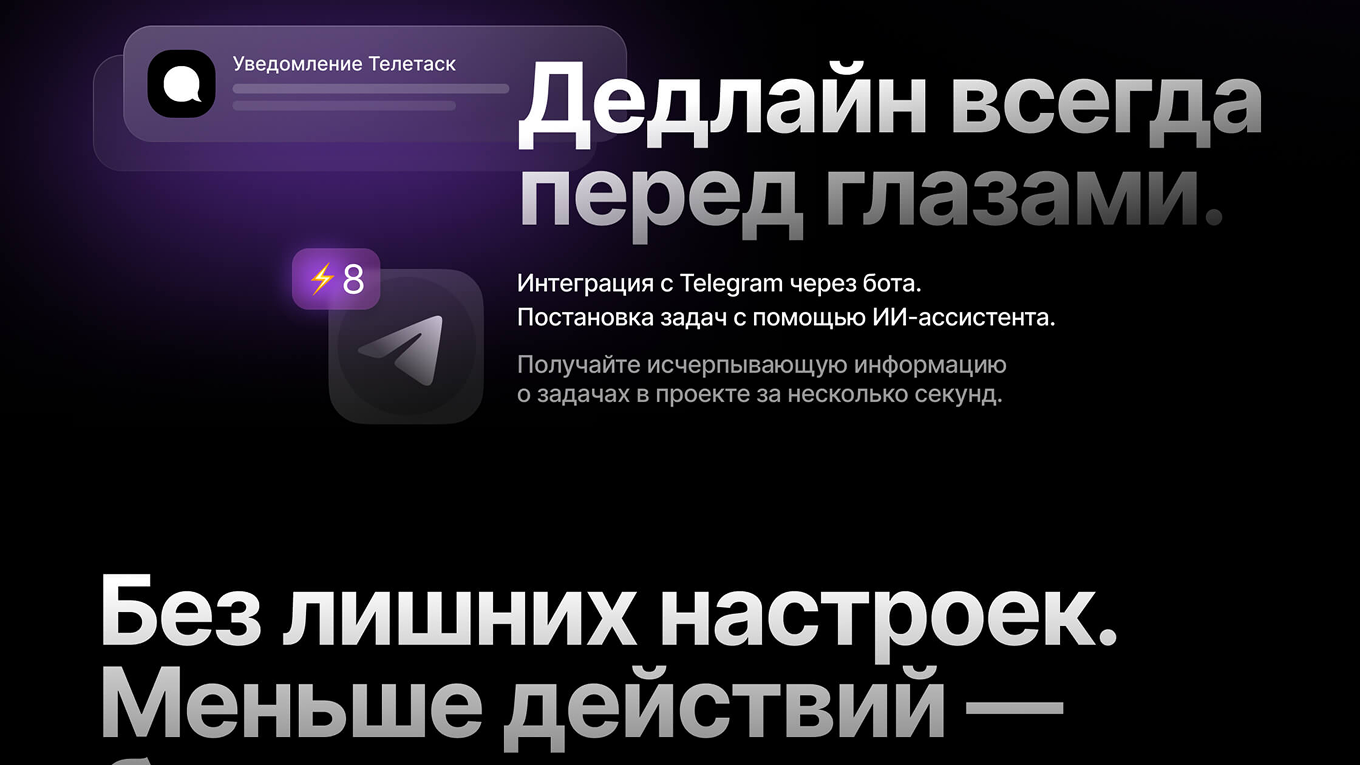 Уведомление Телетаск
Дедлайн всегда
перед глазами.
⚡8
Интеграция с Telegram через бота.
Постановка задач с помощью ИИ-ассистента.
Получайте исчерпывающую информацию
о задачах в проекте за несколько секунд.
Без лишних настроек.
Меньше действий —